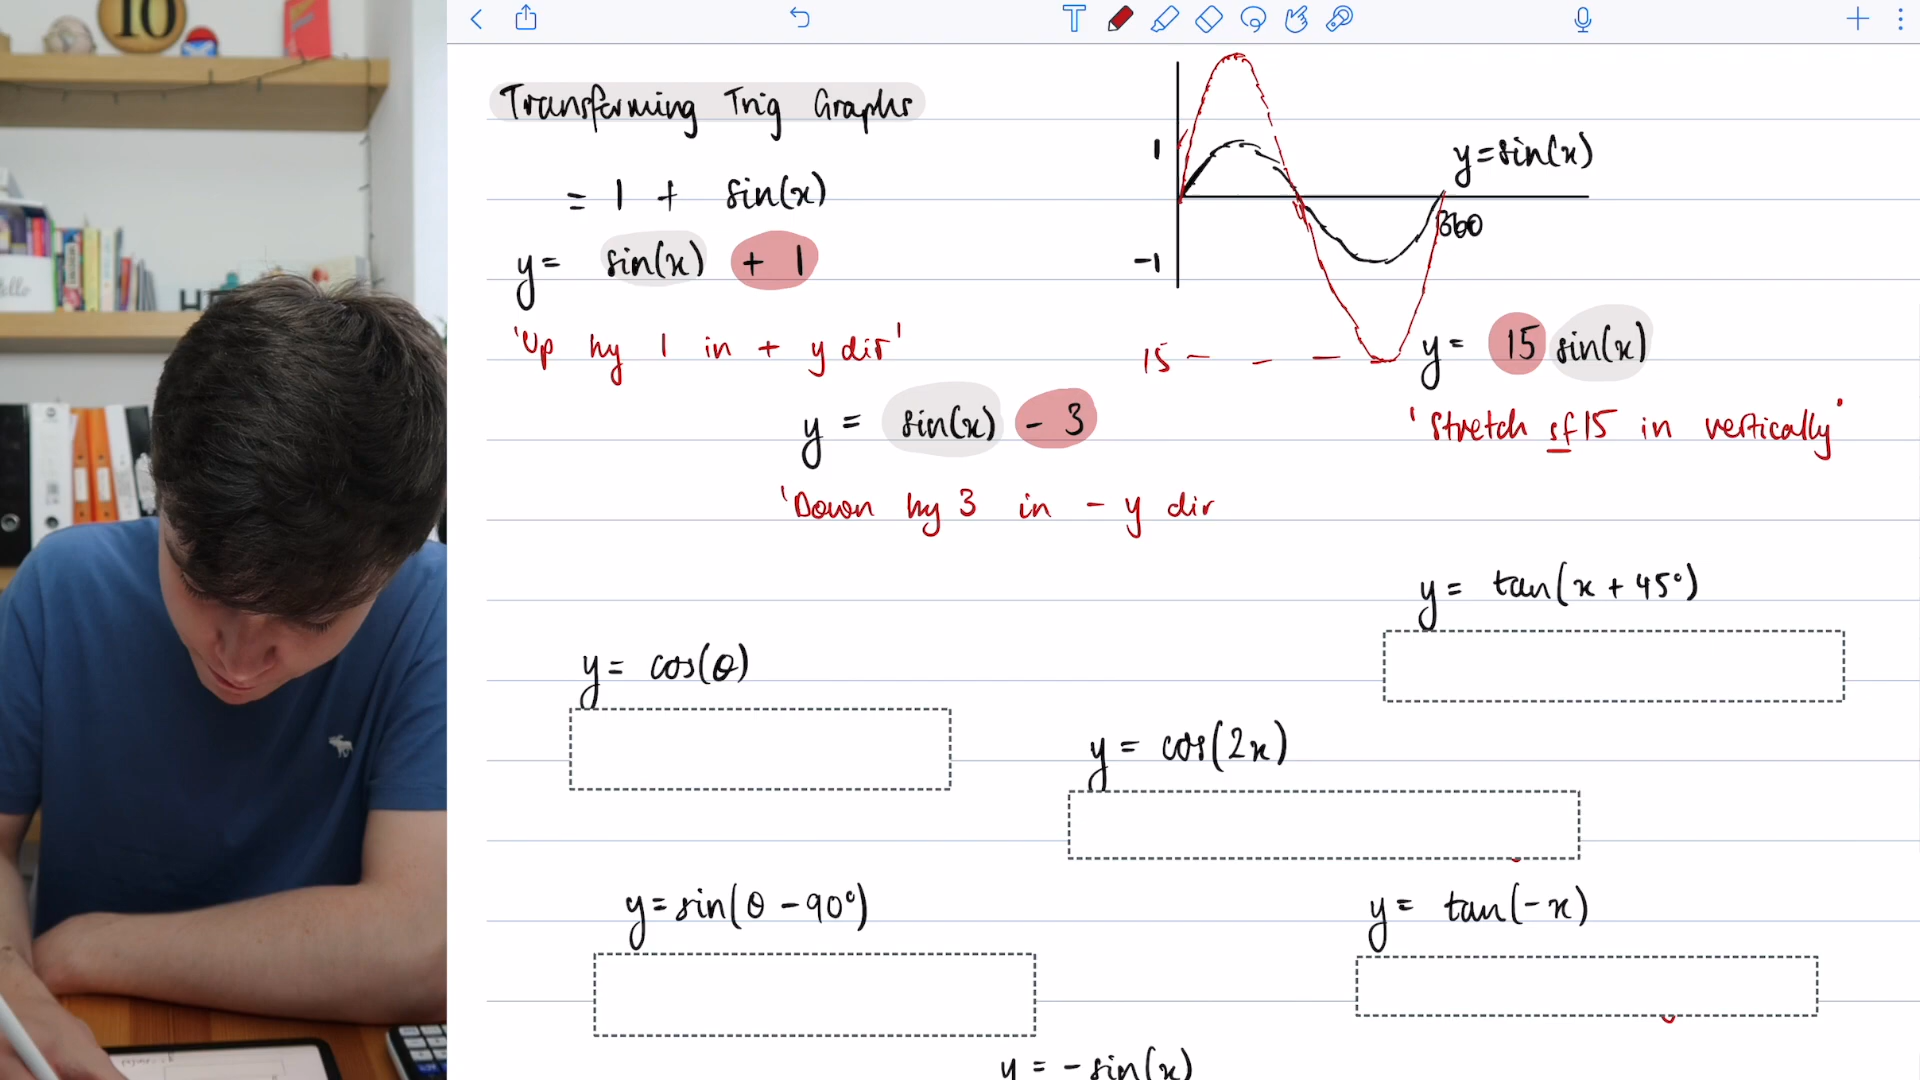 10
Hello
Transforming Trig Graphs
= 1 + sin(x)
y = sin(x) + 1
'Up by 1 in + y dir'
y = sin(x) - 3
'Down by 3 in - y dir
1
-1
y=sin(x)
360
15
y = 15 sin(x)
'Stretch sf15 in vertically'
y = tan(x + 45°)
y = cos(θ)
y = cos(2x)
y=sin(θ - 90°)
y = tan(-x)
y = - sin(x)